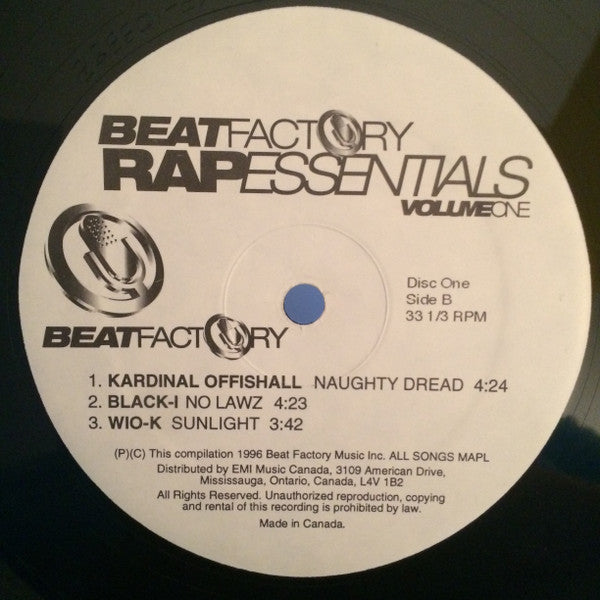 BEATFACTORY
RAPESSENTIALS
VOLUMEONE
Disc One
Side B
33 1/3 RPM
BEATFACTORY
1. KARDINAL OFFISHALL NAUGHTY DREAD 4:24
2. BLACK-I NO LAWZ 4:23
3. WIO-K SUNLIGHT 3:42
(P)(C) This compilation 1996 Beat Factory Music Inc. ALL SONGS MAPL
Distributed by EMI Music Canada, 3109 American Drive,
Mississauga, Ontario, Canada, L4V 1B2
All Rights Reserved. Unauthorized reproduction, copying
and rental of this recording is prohibited by law.
Made in Canada.